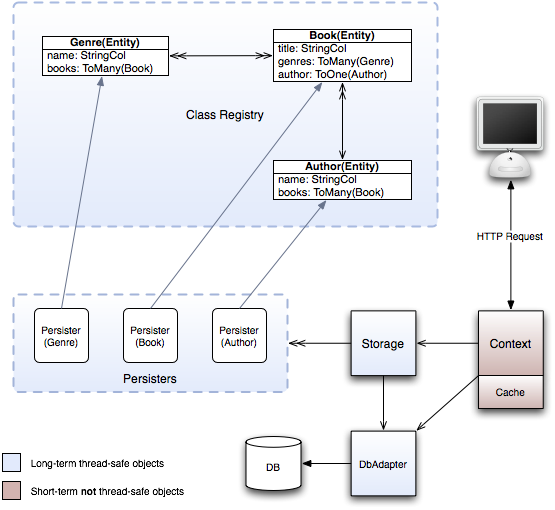 Genre(Entity)
name: StringCol
books: ToMany(Book)
Book(Entity)
title: StringCol
genres: ToMany(Genre)
author: ToOne(Author)
Class Registry
Author(Entity)
name: StringCol
books: ToMany(Book)
HTTP Request
Persister
(Genre)
Persister
(Book)
Persister
(Author)
Persisters
Storage
Context
Cache
DB
DbAdapter
Long-term thread-safe objects
Short-term not thread-safe objects